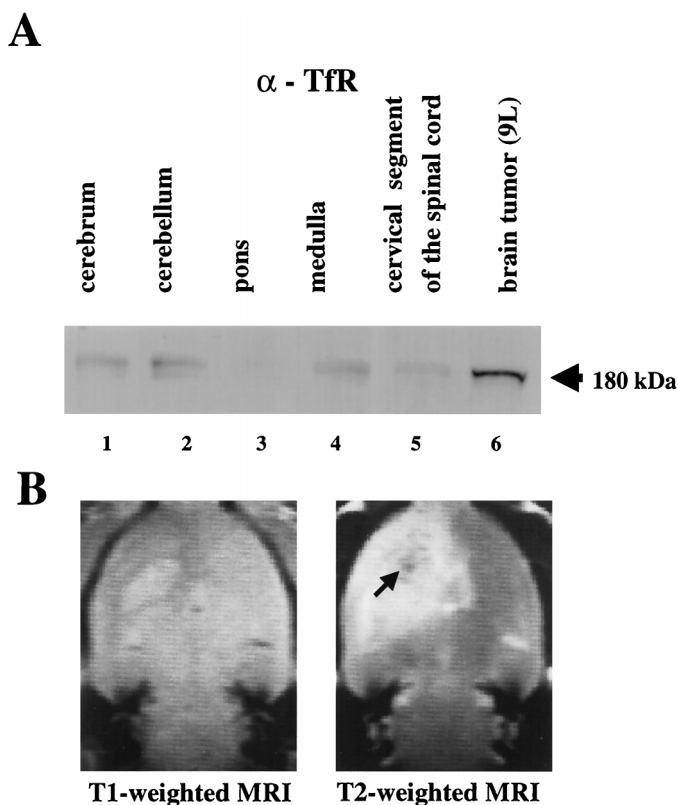 A
α - TfR
cerebrum
cerebellum
pons
medulla
cervical segment
of the spinal cord
brain tumor (9L)
180 kDa
1 2 3 4 5 6
B
T1-weighted MRI T2-weighted MRI